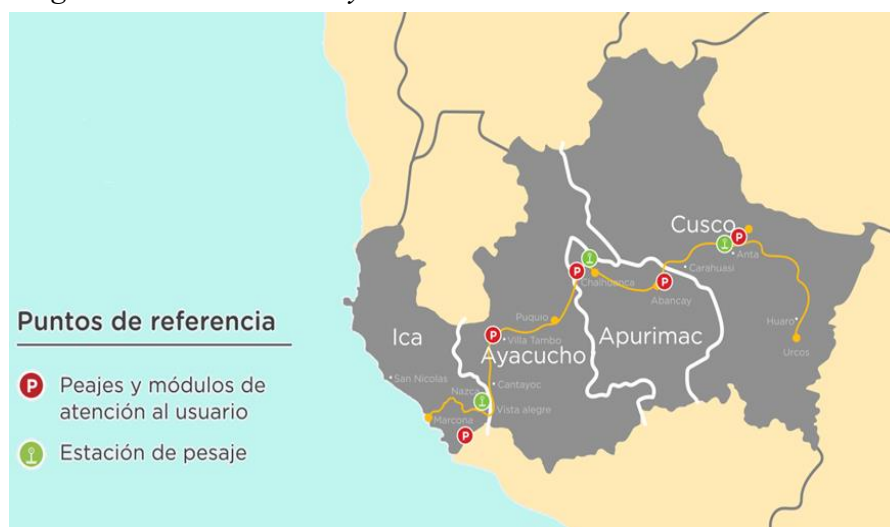 Puntos de referencia
P Peajes y módulos de
atención al usuario
Estación de pesaje
Ica
San Nicolas
Nazca
Marcona
Vista alegre
Cantayoc
Villa Tambo
Puquio
Ayacucho
Chalhuanca
Apurimac
Abancay
Carahuasi
Cusco
Anta
Huaro
Urcos
P
P
P
P
P